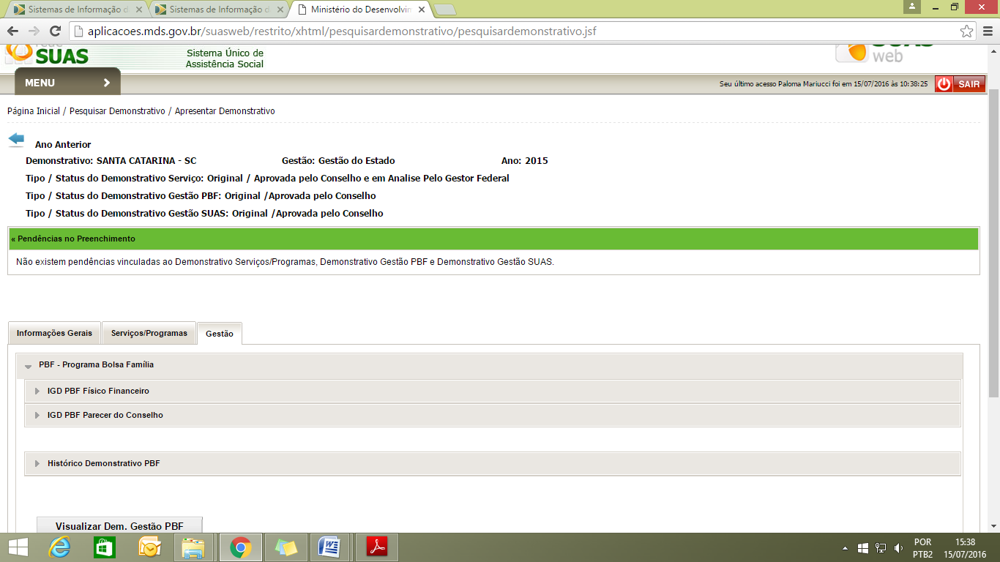 Sistemas de Informação d
Sistemas de Informação d
Ministério do Desenvolvim
aplicacoes.mds.gov.br/suasweb/restrito/xhtml/pesquisardemonstrativo/pesquisardemonstrativo.jsf
rede
SUAS
Sistema Único de
Assistência Social
SUAS
web
MENU
Seu último acesso Paloma Mariucci foi em 15/07/2016 às 10:38:25
SAIR
Página Inicial / Pesquisar Demonstrativo / Apresentar Demonstrativo
Ano Anterior
Demonstrativo: SANTA CATARINA - SC Gestão: Gestão do Estado Ano: 2015
Tipo / Status do Demonstrativo Serviço: Original / Aprovada pelo Conselho e em Analise Pelo Gestor Federal
Tipo / Status do Demonstrativo Gestão PBF: Original /Aprovada pelo Conselho
Tipo / Status do Demonstrativo Gestão SUAS: Original /Aprovada pelo Conselho
« Pendências no Preenchimento
Não existem pendências vinculadas ao Demonstrativo Serviços/Programas, Demonstrativo Gestão PBF e Demonstrativo Gestão SUAS.
Informações Gerais Serviços/Programas Gestão
PBF - Programa Bolsa Família
IGD PBF Físico Financeiro
IGD PBF Parecer do Conselho
Histórico Demonstrativo PBF
Visualizar Dem. Gestão PBF
POR 15:38
PTB2 15/07/2016